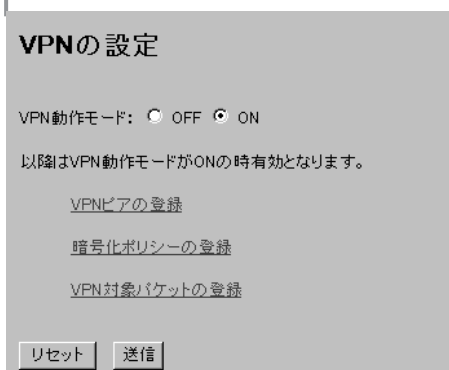 VPNの設定
VPN動作モード: OFF ON
以降はVPN動作モードがONの時有効となります。
VPNピアの登録
暗号化ポリシーの登録
VPN対象パケットの登録
リセット 送信